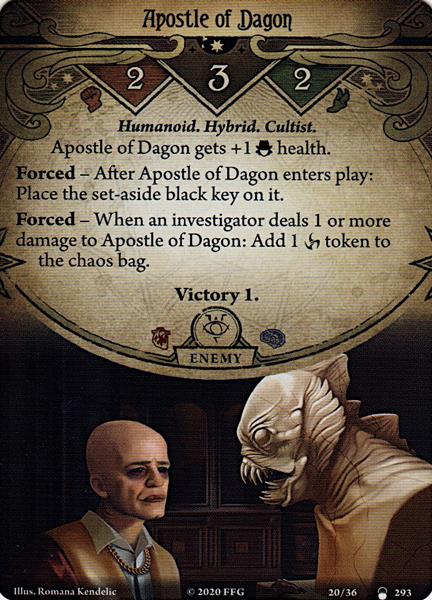 Apostle of Dagon
2 3 2
Humanoid. Hybrid. Cultist.
Apostle of Dagon gets +1 health.
Forced – After Apostle of Dagon enters play:
Place the set-aside black key on it.
Forced – When an investigator deals 1 or more
damage to Apostle of Dagon: Add 1 token to
the chaos bag.
Victory 1.
ENEMY
Illus. Romana Kendelic © 2020 FFG 20/36 293